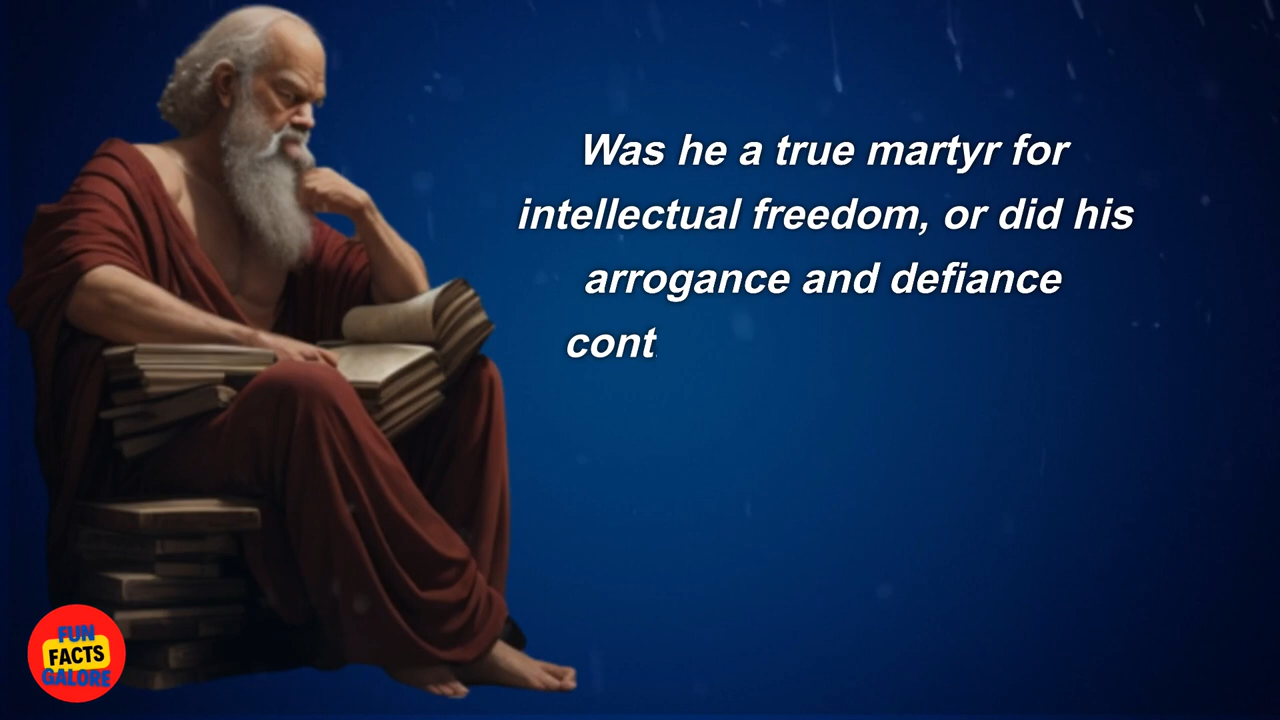 Was he a true martyr for
intellectual freedom, or did his
arrogance and defiance
cont
FUN
FACTS
GALORE